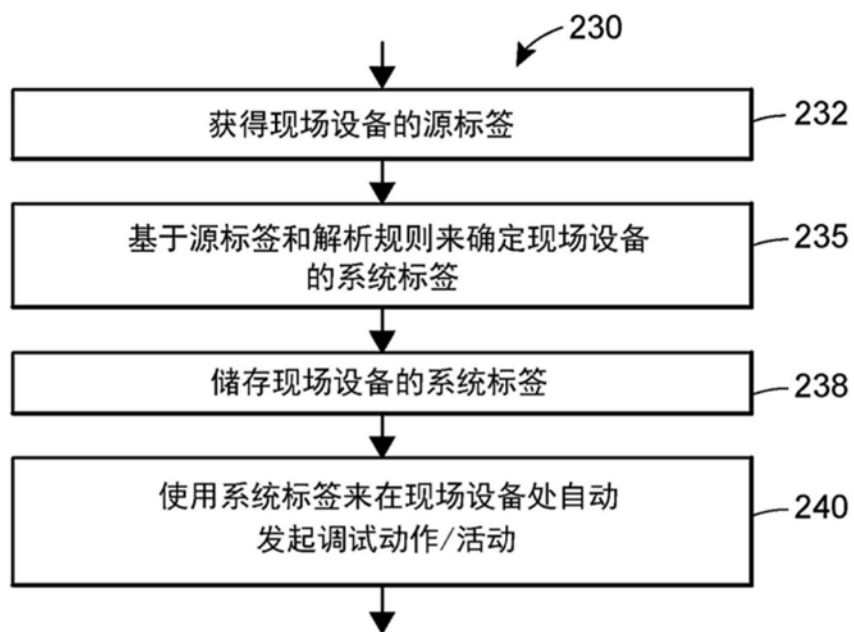 230
获得现场设备的源标签
232
基于源标签和解析规则来确定现场设备
的系统标签
235
储存现场设备的系统标签
238
使用系统标签来在现场设备处自动
发起调试动作/活动
240